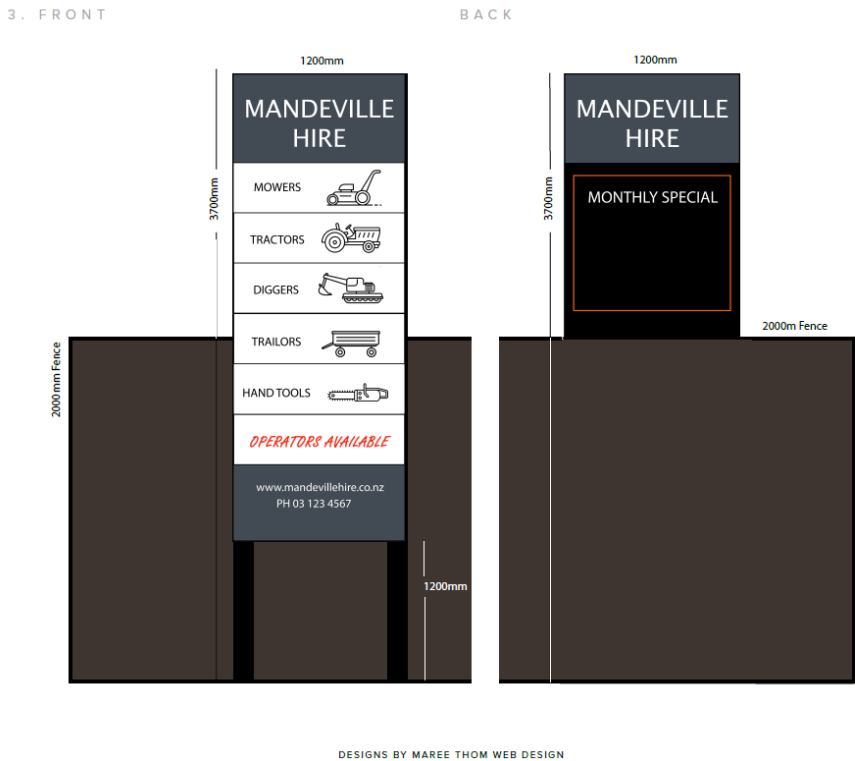 3. FRONT
BACK
1200mm
1200mm
MANDEVILLE
HIRE
MANDEVILLE
HIRE
3700mm
3700mm
MOWERS
MONTHLY SPECIAL
TRACTORS
DIGGERS
2000m Fence
TRAILORS
2000 mm Fence
HAND TOOLS
OPERATORS AVAILABLE
www.mandevillehire.co.nz
PH 03 123 4567
1200mm
DESIGNS BY MAREE THOM WEB DESIGN